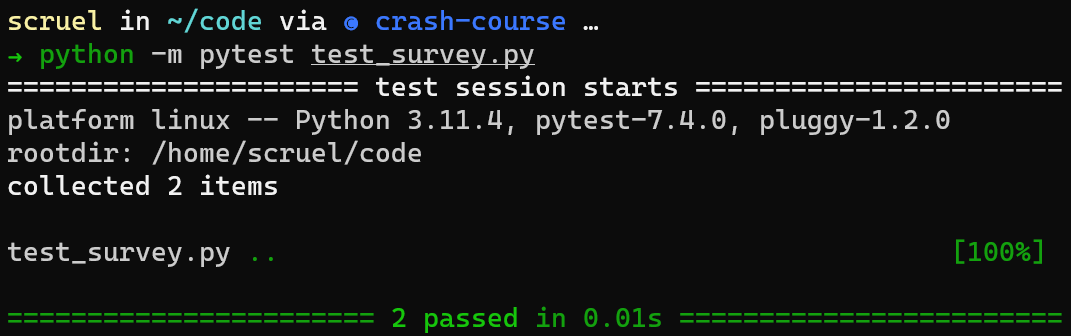 scruel in ~/code via © crash-course …
→ python -m pytest test_survey.py
====================== test session starts =======================
platform linux -- Python 3.11.4, pytest-7.4.0, pluggy-1.2.0
rootdir: /home/scruel/code
collected 2 items
test_survey.py .. [100%]
======================= 2 passed in 0.01s ========================